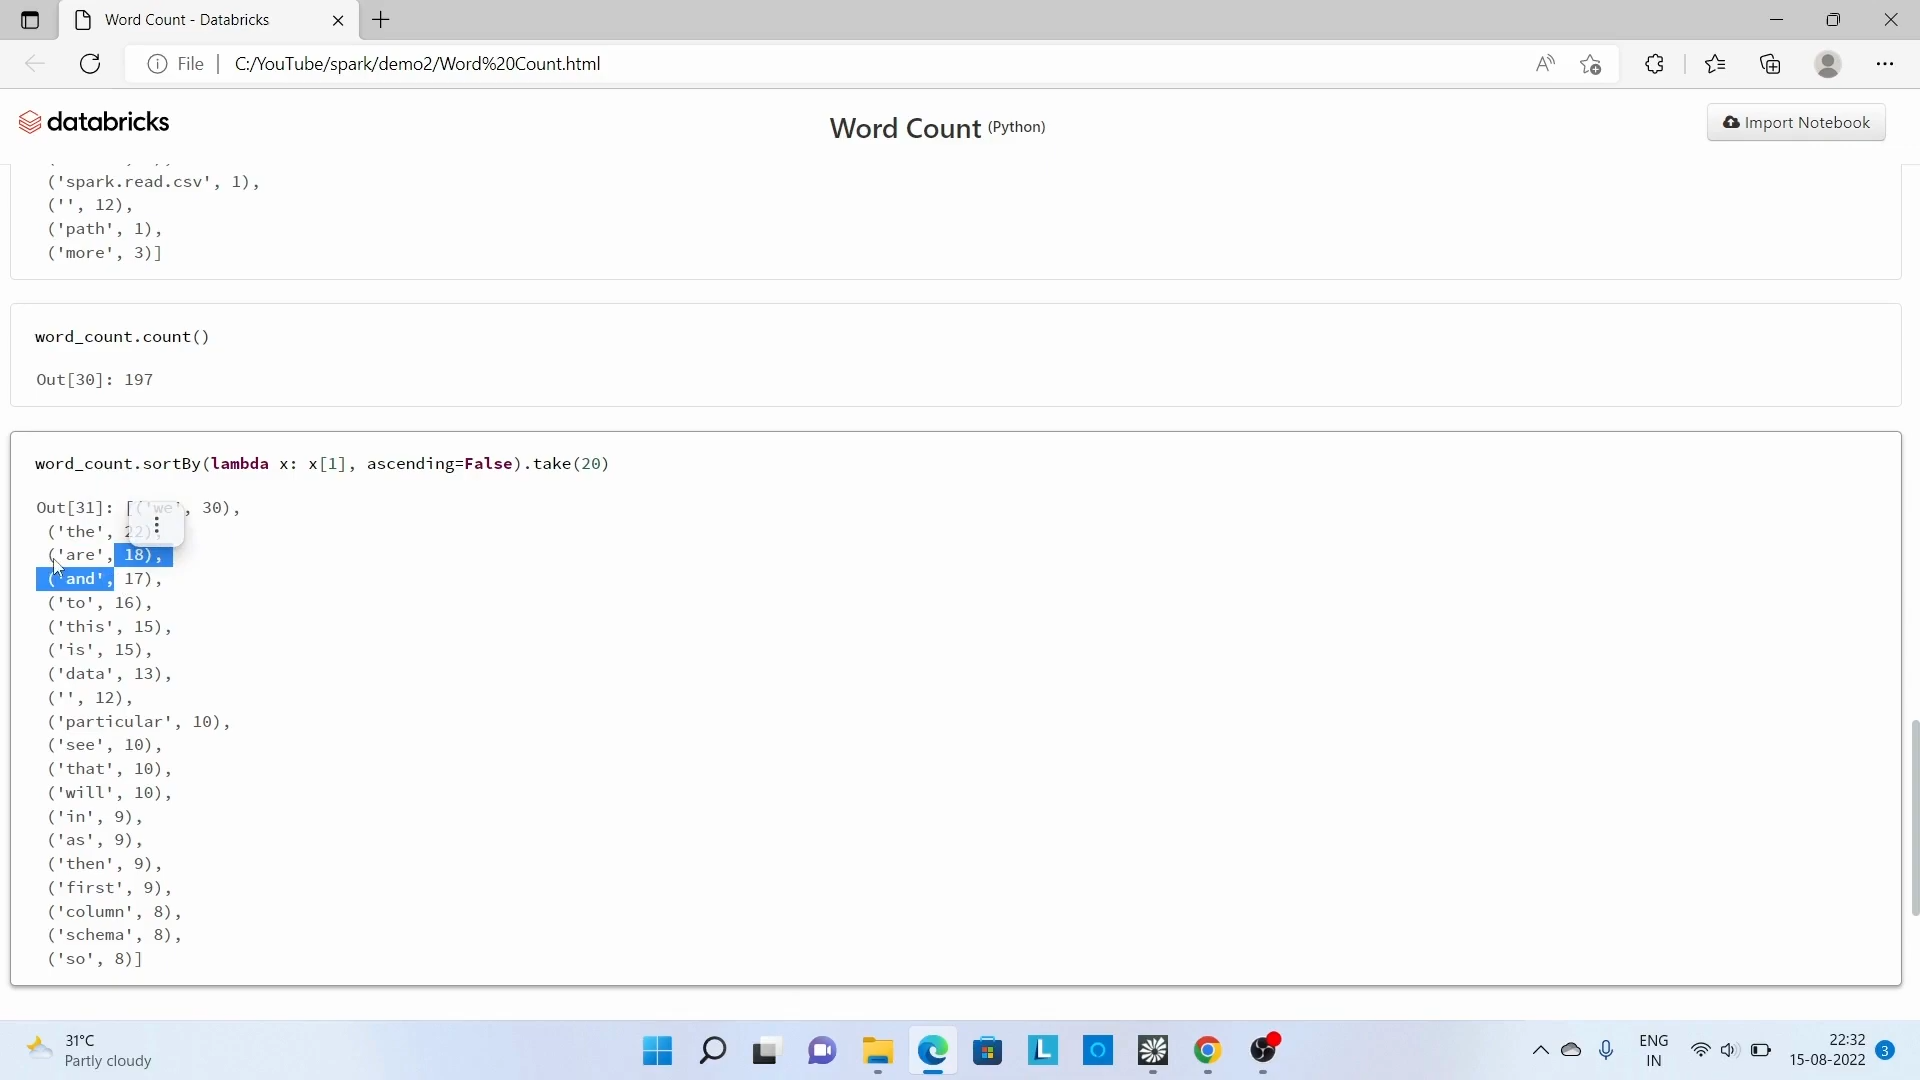 Word Count - Databricks
File
C:/YouTube/spark/demo2/Word%20Count.html
databricks
Word Count (Python)
Import Notebook
('spark.read.csv', 1),
('', 12),
('path', 1),
('more', 3)]
word_count.count()
Out[30]: 197
word_count.sortBy(lambda x: x[1], ascending=False).take(20)
Out[31]: [('we', 30),
('the', 22),
('are', 18),
('and', 17),
('to', 16),
('this', 15),
('is', 15),
('data', 13),
('', 12),
('particular', 10),
('see', 10),
('that', 10),
('will', 10),
('in', 9),
('as', 9),
('then', 9),
('first', 9),
('column', 8),
('schema', 8),
('so', 8)]
31°C
Partly cloudy
ENG
IN
22:32
15-08-2022
3